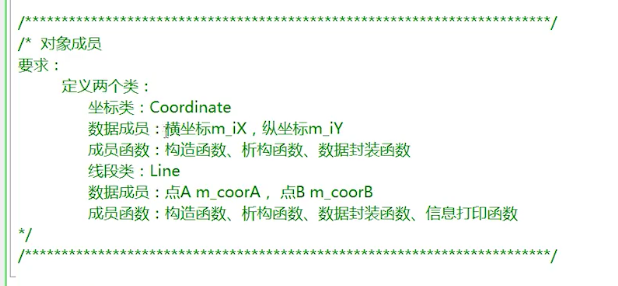 /***********************************************************************/
/* 对象成员
要求：
定义两个类：
坐标类：Coordinate
数据成员：横坐标m_iX，纵坐标m_iY
成员函数：构造函数、析构函数、数据封装函数
线段类：Line
数据成员：点A m_coorA， 点B m_coorB
成员函数：构造函数、析构函数、数据封装函数、信息打印函数
*/
/***********************************************************************/